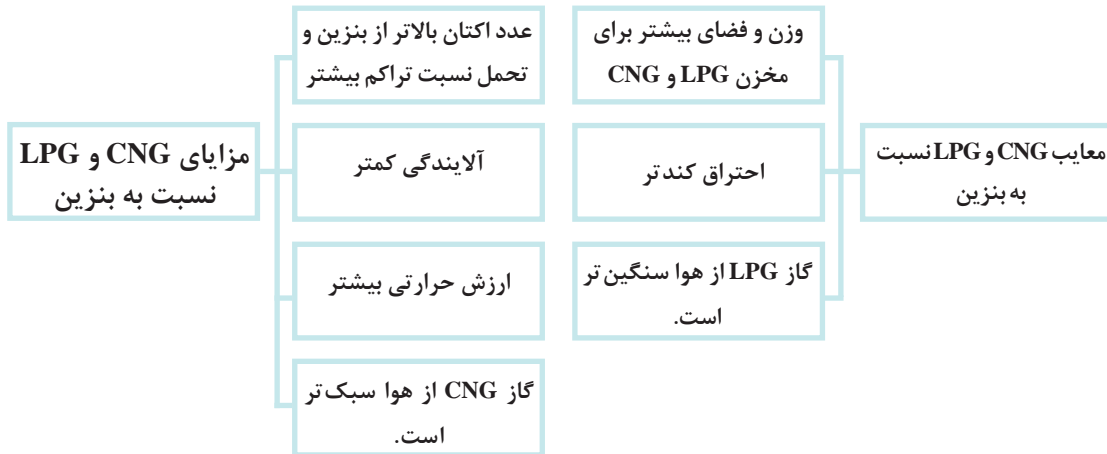 معایب CNG و LPG نسبت
به بنزین
وزن و فضای بیشتر برای
مخزن LPG و CNG
احتراق کندتر
گاز LPG از هوا سنگین‌تر
است.
مزایای CNG و LPG
نسبت به بنزین
عدد اکتان بالاتر از بنزین و
تحمل نسبت تراکم بیشتر
آلایندگی کمتر
ارزش حرارتی بیشتر
گاز CNG از هوا سبک‌تر
است.